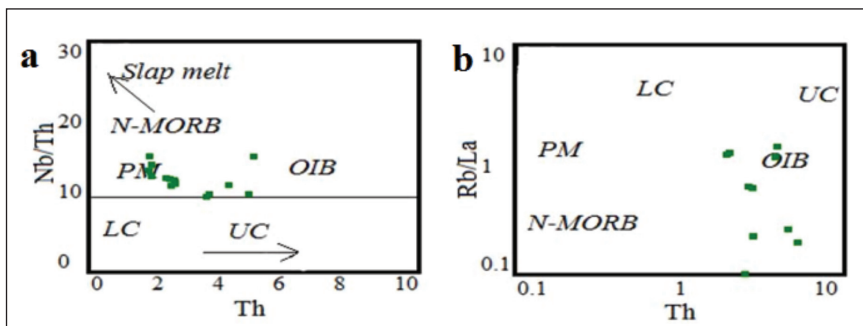 a
30
20
10
0
Nb/Th
Slap melt
N-MORB
PM
OIB
LC
UC
0 2 4 6 8 10
Th
b
10
1
0.1
Rb/La
LC
UC
PM
OIB
N-MORB
0.1 1 10
Th